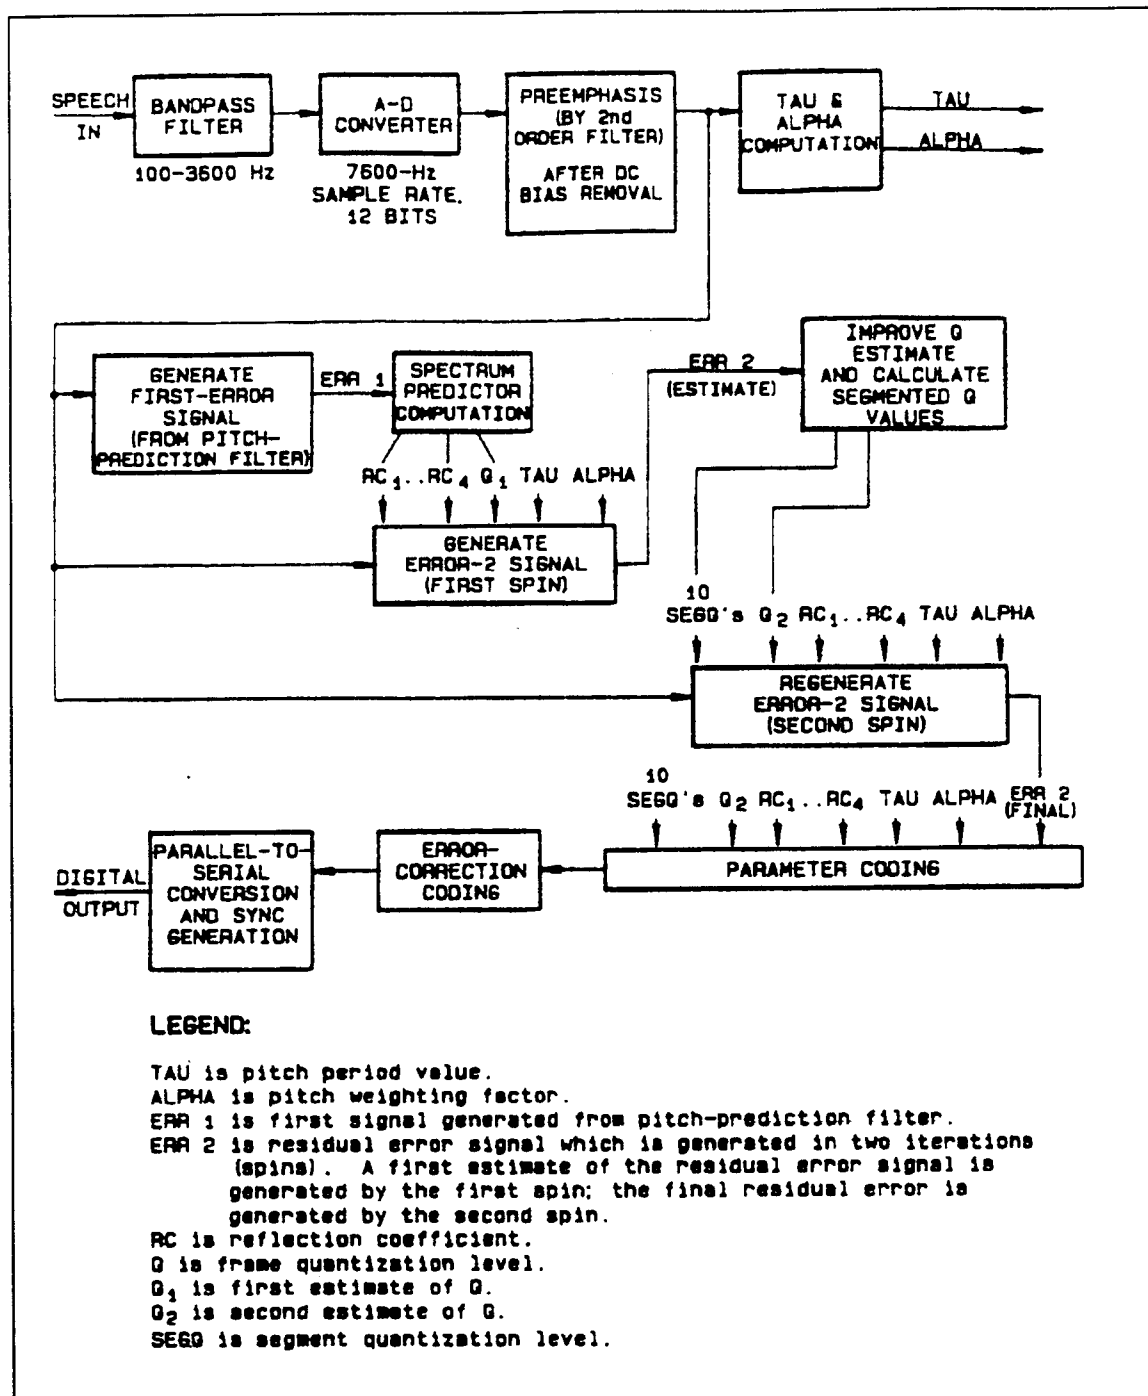 SPEECH
IN
BANDPASS
FILTER
100-3600 Hz
A-D
CONVERTER
7600-Hz
SAMPLE RATE.
12 BITS
PREEMPHASIS
(BY 2nd
ORDER FILTER)
AFTER DC
BIAS REMOVAL
TAU &
ALPHA
COMPUTATION
TAU
ALPHA
GENERATE
FIRST-ERROR
SIGNAL
(FROM PITCH-
PREDICTION FILTER)
ERR 1
SPECTRUM
PREDICTOR
COMPUTATION
ERR 2
(ESTIMATE)
IMPROVE Q
ESTIMATE
AND CALCULATE
SEGMENTED Q
VALUES
RC1..RC4 Q1 TAU ALPHA
GENERATE
ERROR-2 SIGNAL
(FIRST SPIN)
10
SEGQ's Q2 RC1..RC4 TAU ALPHA
REGENERATE
ERROR-2 SIGNAL
(SECOND SPIN)
10
SEGQ's Q2 RC1..RC4 TAU ALPHA ERR 2
(FINAL)
PARAMETER CODING
ERROR-
CORRECTION
CODING
PARALLEL-TO-
SERIAL
CONVERSION
AND SYNC
GENERATION
DIGITAL
OUTPUT
LEGEND:
TAU is pitch period value.
ALPHA is pitch weighting factor.
ERR 1 is first signal generated from pitch-prediction filter.
ERR 2 is residual error signal which is generated in two iterations
(spins). A first estimate of the residual error signal is
generated by the first spin; the final residual error is
generated by the second spin.
RC is reflection coefficient.
Q is frame quantization level.
Q1 is first estimate of Q.
Q2 is second estimate of Q.
SEGQ is segment quantization level.